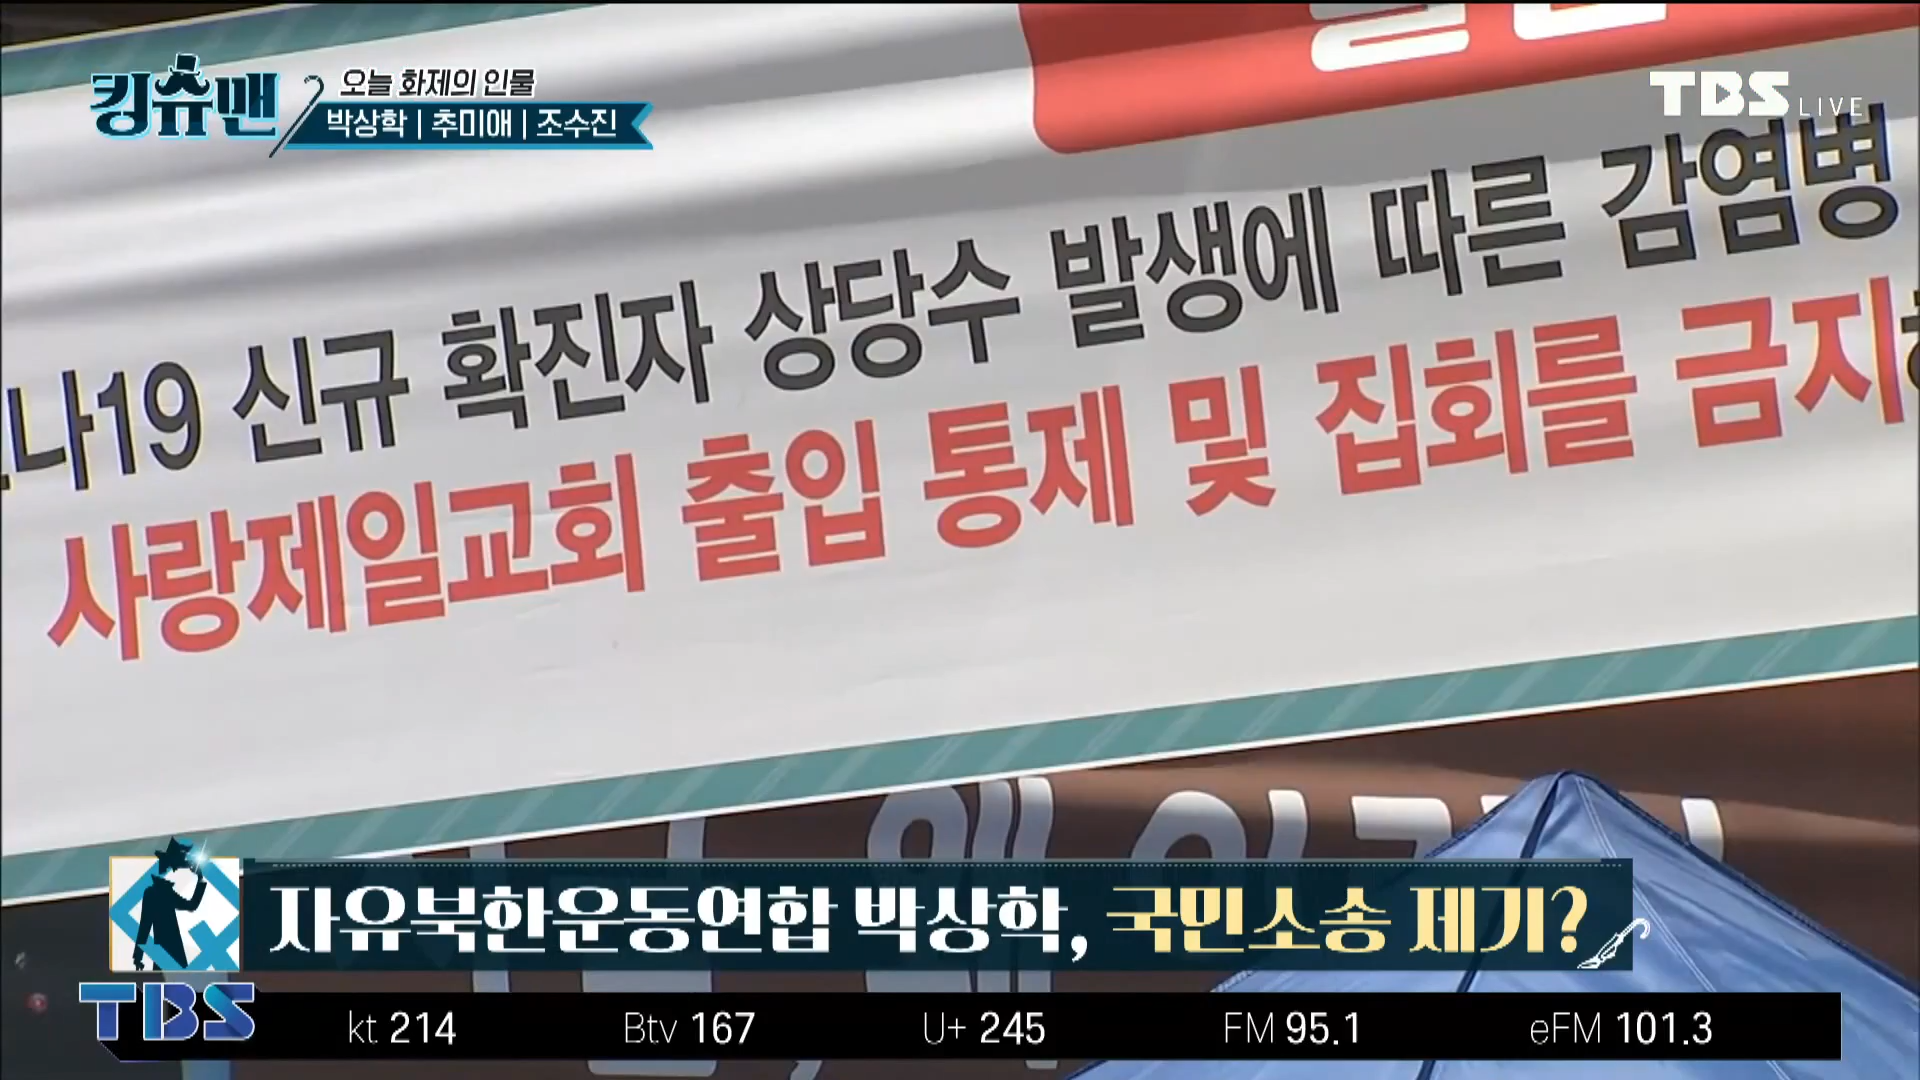 킹슈맨
오늘 화제의 인물
박상학 | 추미애 | 조수진
TBS LIVE
나19 신규 확진자 상당수 발생에 따른 감염병
사랑제일교회 출입 통제 및 집회를 금지
자유북한운동연합 박상학, 국민소송 제기?
TBS
kt 214 Btv 167 U+ 245 FM 95.1 eFM 101.3